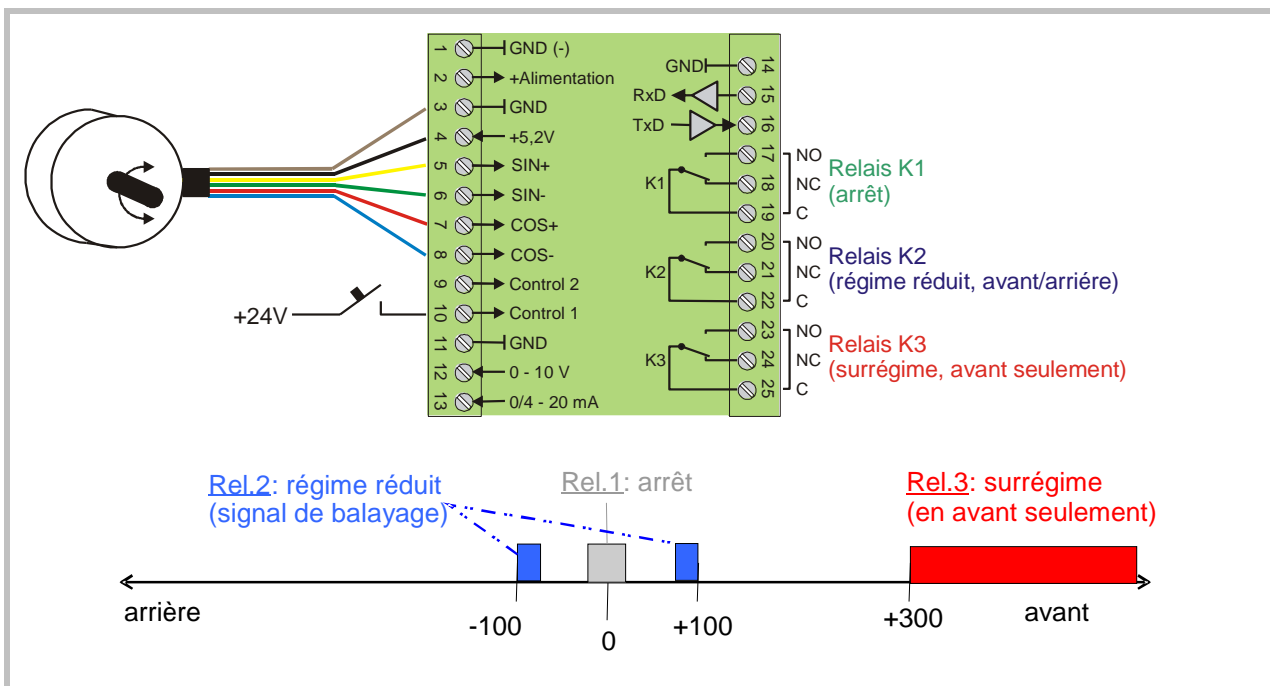 1 GND (-)
2 +Alimentation
3 GND
4 +5,2V
5 SIN+
6 SIN-
7 COS+
8 COS-
9 Control 2
+24V 10 Control 1
11 GND
12 0 - 10 V
13 0/4 - 20 mA
GND 14
RxD 15
TxD 16
17 NO
K1 18 NC
19 C
Relais K1
(arrêt)
20 NO
K2 21 NC
22 C
Relais K2
(régime réduit, avant/arriére)
23 NO
K3 24 NC
25 C
Relais K3
(surrégime, avant seulement)
Rel.2: régime réduit
(signal de balayage)
Rel.1: arrêt
Rel.3: surrégime
(en avant seulement)
arrière
-100
0
+100
+300
avant